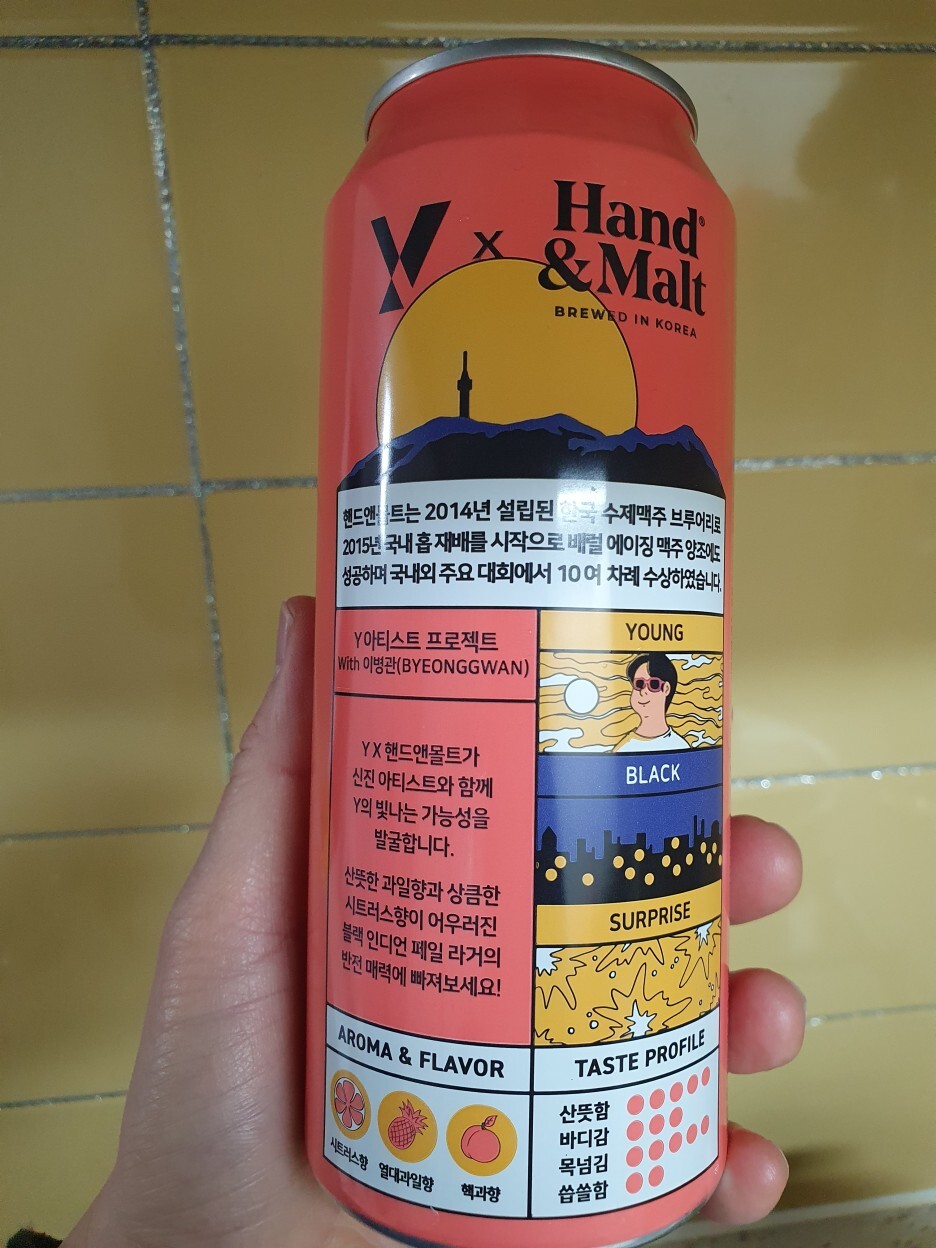 Y x Hand®
& Malt
BREWED IN KOREA
핸드앤몰트는 2014년 설립된 한국 수제맥주 브루어리로
2015년 국내 홉 재배를 시작으로 배럴 에이징 맥주 양조에도
성공하며 국내외 주요 대회에서 10여 차례 수상하였습니다.
Y아티스트 프로젝트
With 이병관(BYEONGGWAN)
Y X 핸드앤몰트가
신진 아티스트와 함께
Y의 빛나는 가능성을
발굴합니다.
산뜻한 과일향과 상큼한
시트러스향이 어우러진
블랙 인디언 페일 라거의
반전 매력에 빠져보세요!
YOUNG
BLACK
SURPRISE
AROMA & FLAVOR
시트러스향 열대과일향 핵과향
TASTE PROFILE
산뜻함
바디감
목넘김
씁쓸함